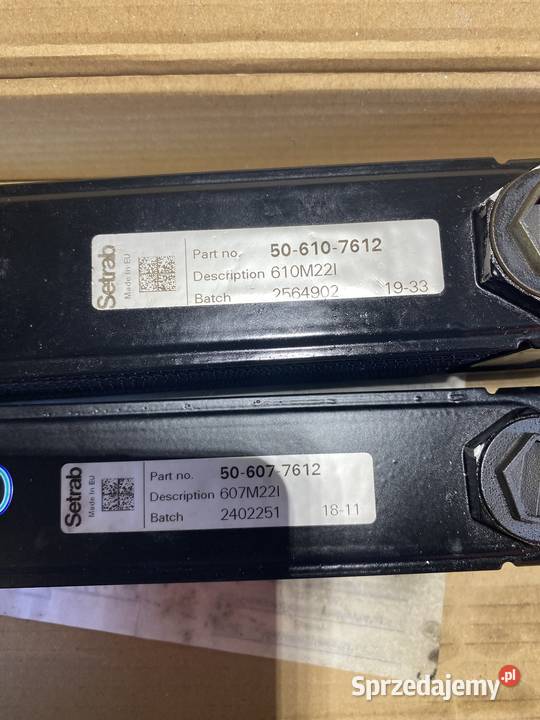 Setrab
Made In EU
Part no. 50-610-7612
Description 610M22I
Batch 2564902 19-33
Setrab
Made In EU
Part no. 50-607-7612
Description 607M22I
Batch 2402251 18-11
Sprzedajemy.pl